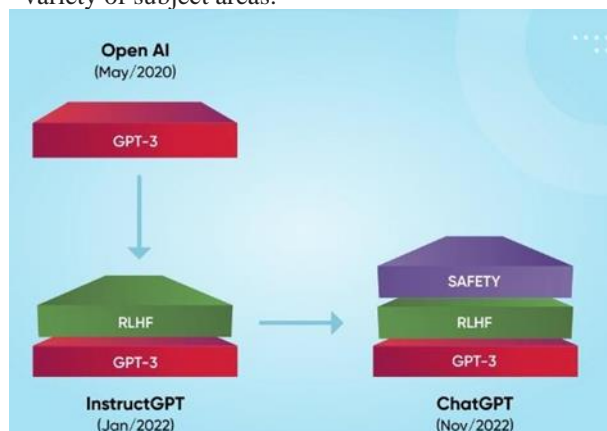 variety of subject areas.
Open AI
(May/2020)
GPT-3
RLHF
GPT-3
InstructGPT
(Jan/2022)
SAFETY
RLHF
GPT-3
ChatGPT
(Nov/2022)